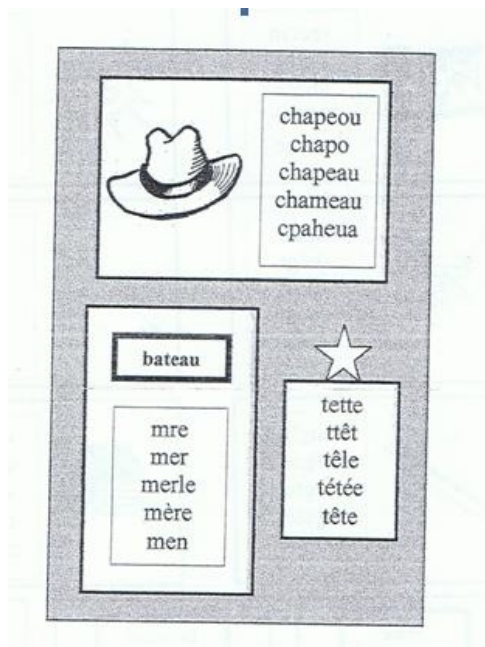 chapeou
chapo
chapeau
chameau
cpaheua
bateau
mre
mer
merle
mère
men
tette
ttêt
têle
tétée
tête